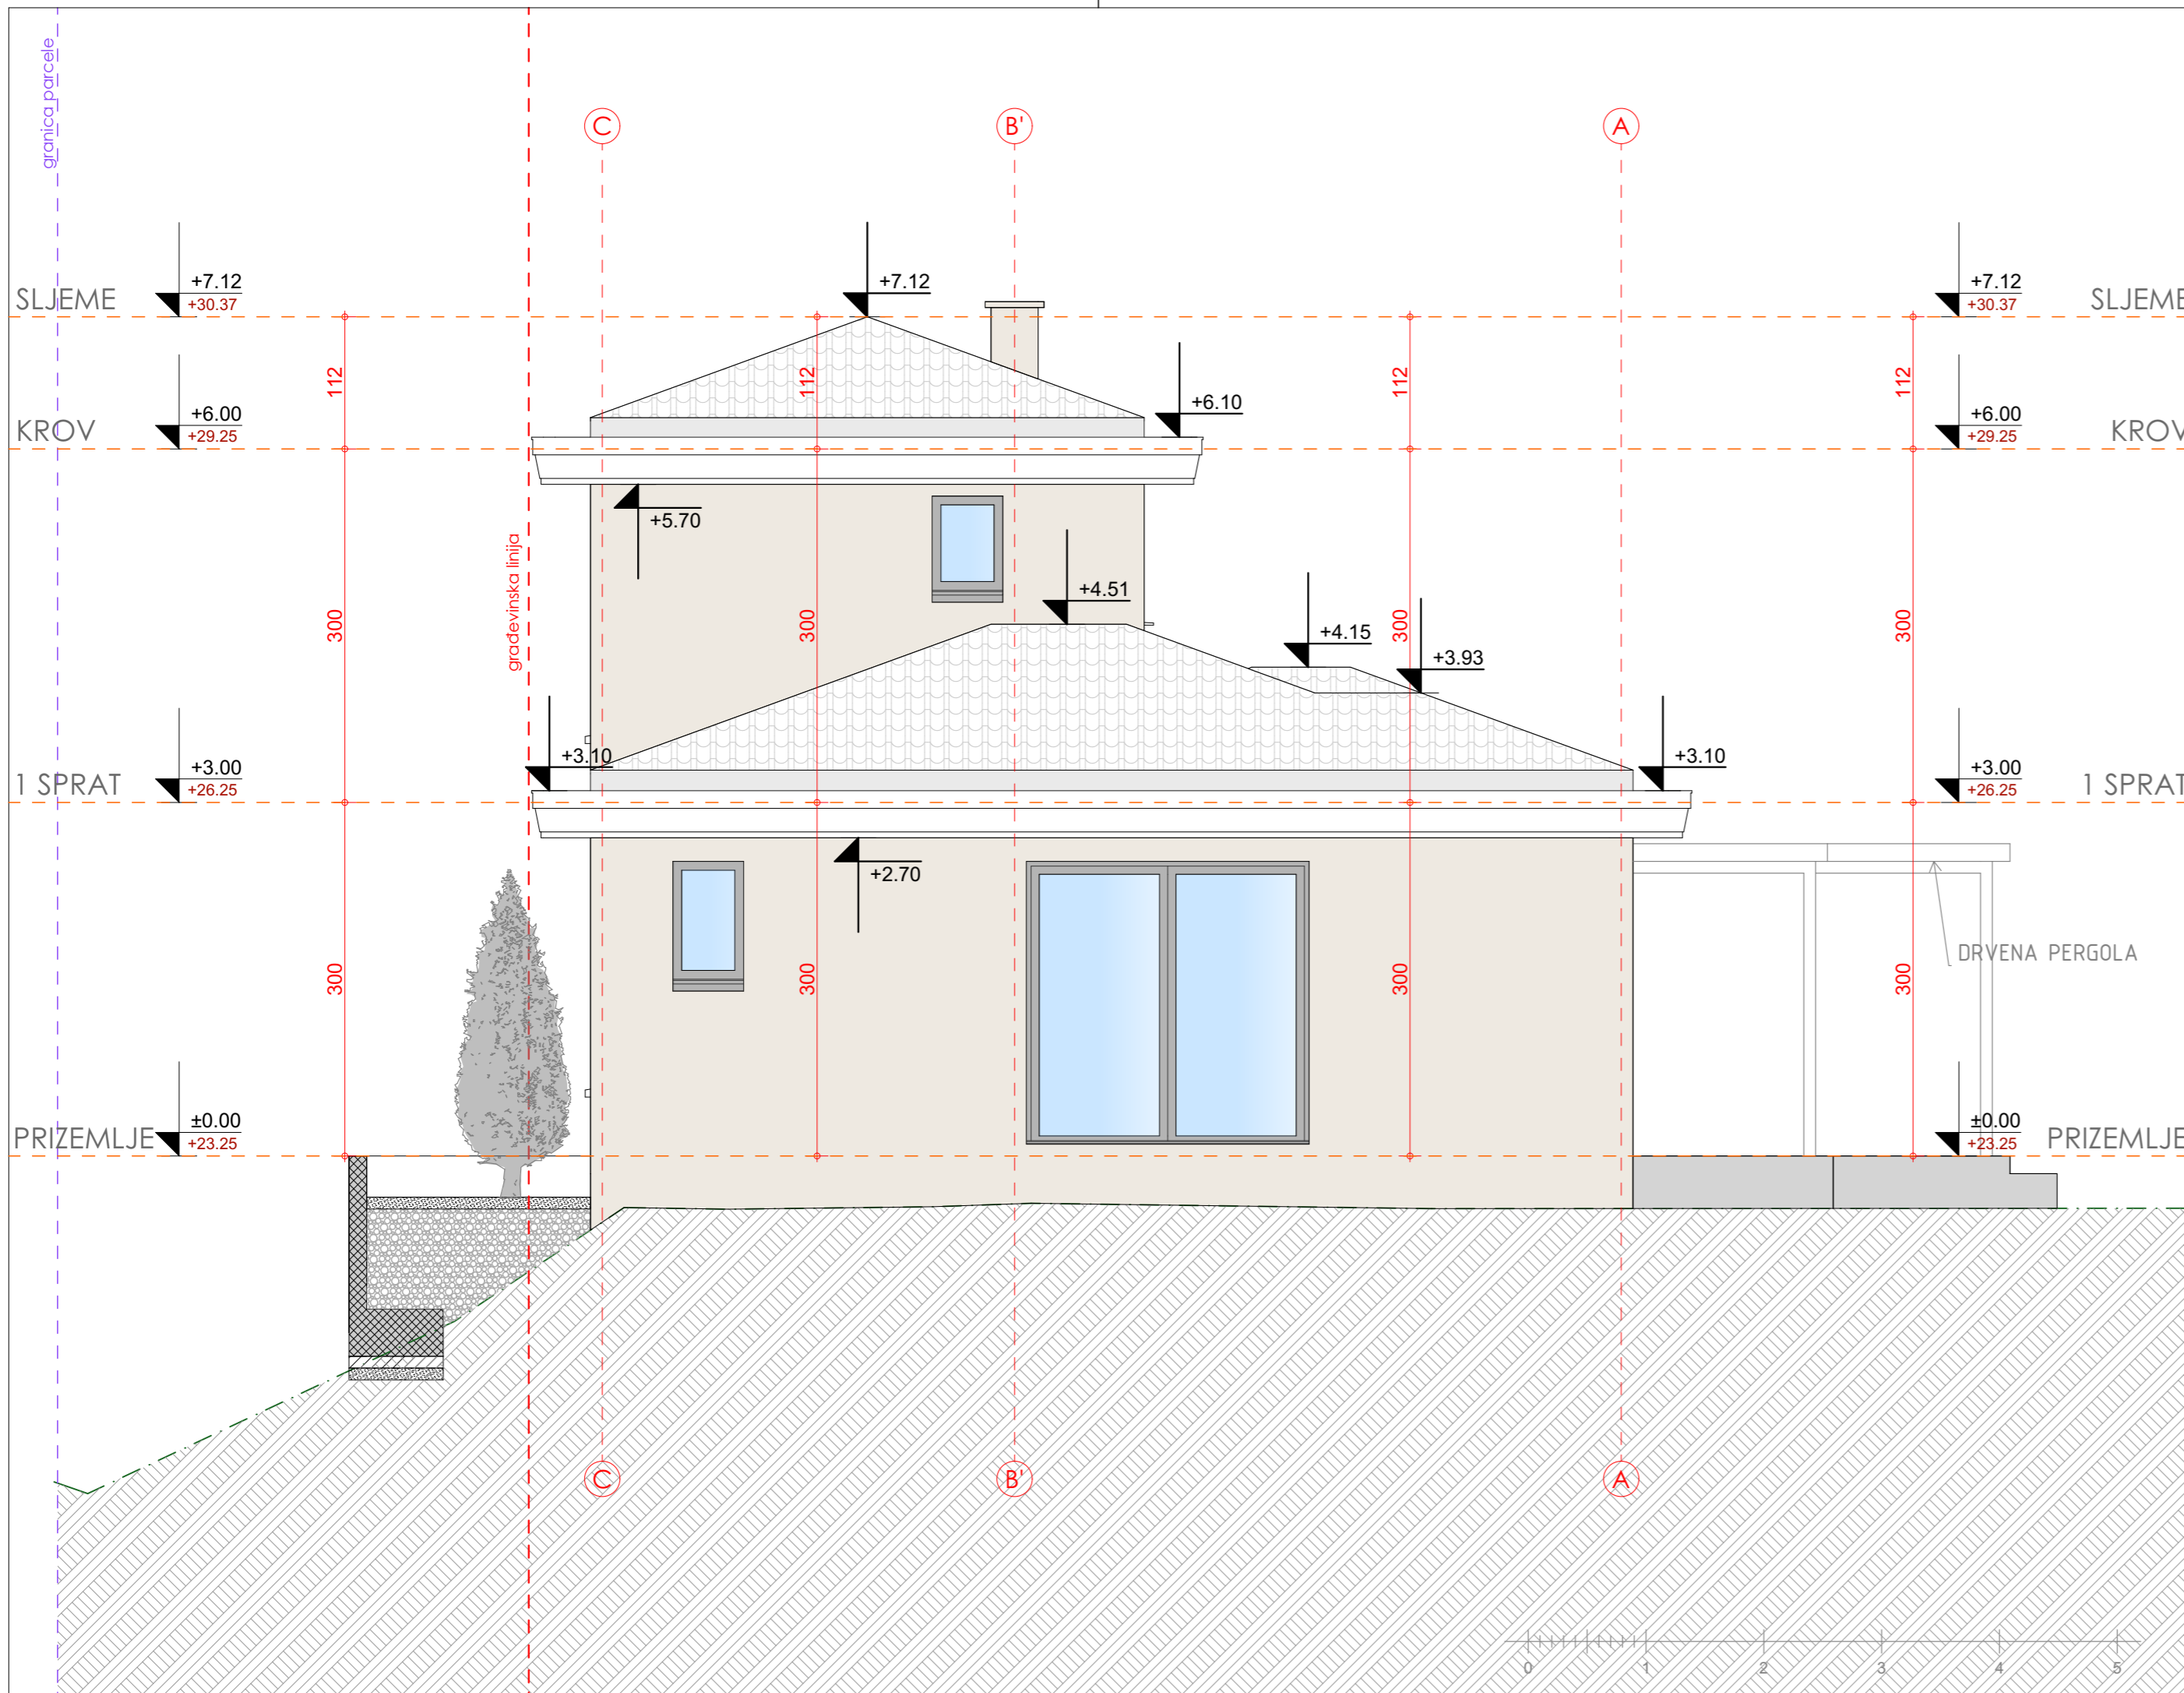 granica parcele
C
B'
A
+7.12
SLJEME
+30.37
+7.12
+7.12
+30.37
SLJEME
112
112
112
112
+6.00
KROV
+29.25
+6.10
+6.00
+29.25
KROV
+5.70
građevinska linija
+4.51
300
300
300
300
+4.15
+3.93
+3.10
+3.10
+3.00
1 SPRAT
+26.25
+3.00
+26.25
1 SPRAT
+2.70
DRVENA PERGOLA
300
300
300
300
±0.00
PRIZEMLJE
+23.25
±0.00
+23.25
PRIZEMLJE
C
B'
A
0 1 2 3 4 5